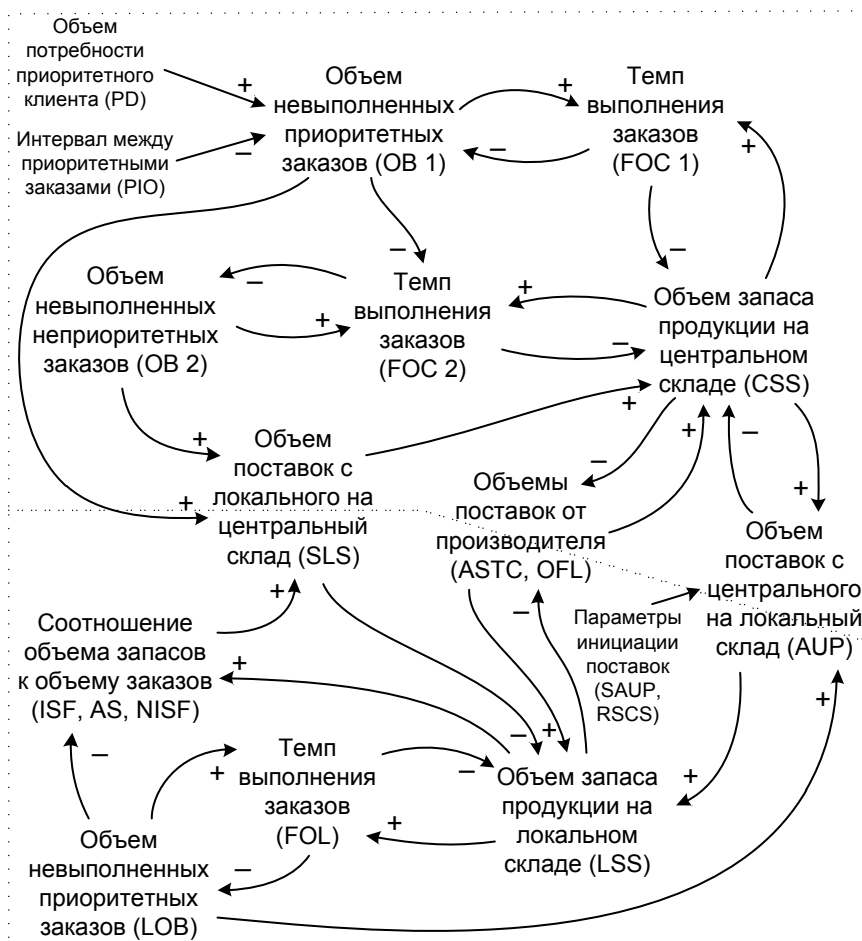 Объем
потребности
приоритетного
клиента (PD)
+
Интервал между
приоритетными
заказами (PIO)
–
Объем
невыполненных
приоритетных
заказов (OB 1)
+
–
Темп
выполнения
заказов
(FOC 1)
+
–
–
Объем
невыполненных
неприоритетных
заказов (OB 2)
–
+
Темп
выполнения
заказов
(FOC 2)
+
–
Объем запаса
продукции на
центральном
складе (CSS)
+
+
–
–
+
+
Объем
поставок с
локального на
центральный
склад (SLS)
+
+
Объемы
поставок от
производителя
(ASTC, OFL)
–
Объем
поставок с
центрального
на локальный
склад (AUP)
+
Параметры
инициации
поставок
(SAUP,
RSCS)
Соотношение
объема запасов
к объему заказов
(ISF, AS, NISF)
+
–
Темп
выполнения
заказов
(FOL)
+
–
–
–
+
+
+
Объем запаса
продукции на
локальном
складе (LSS)
Объем
невыполненных
приоритетных
заказов (LOB)